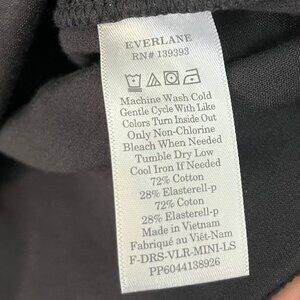 EVERLANE
RN# 139393
Machine Wash Cold
Gentle Cycle With Like
Colors Turn Inside Out
Only Non-Chlorine
Bleach When Needed
Tumble Dry Low
Cool Iron If Needed
72% Cotton
28% Elasterell-p
72% Coton
28% Elasterell-p
Made in Vietnam
Fabriqué au Viêt-Nam
F-DRS-VLR-MINI-LS
PP6044138926